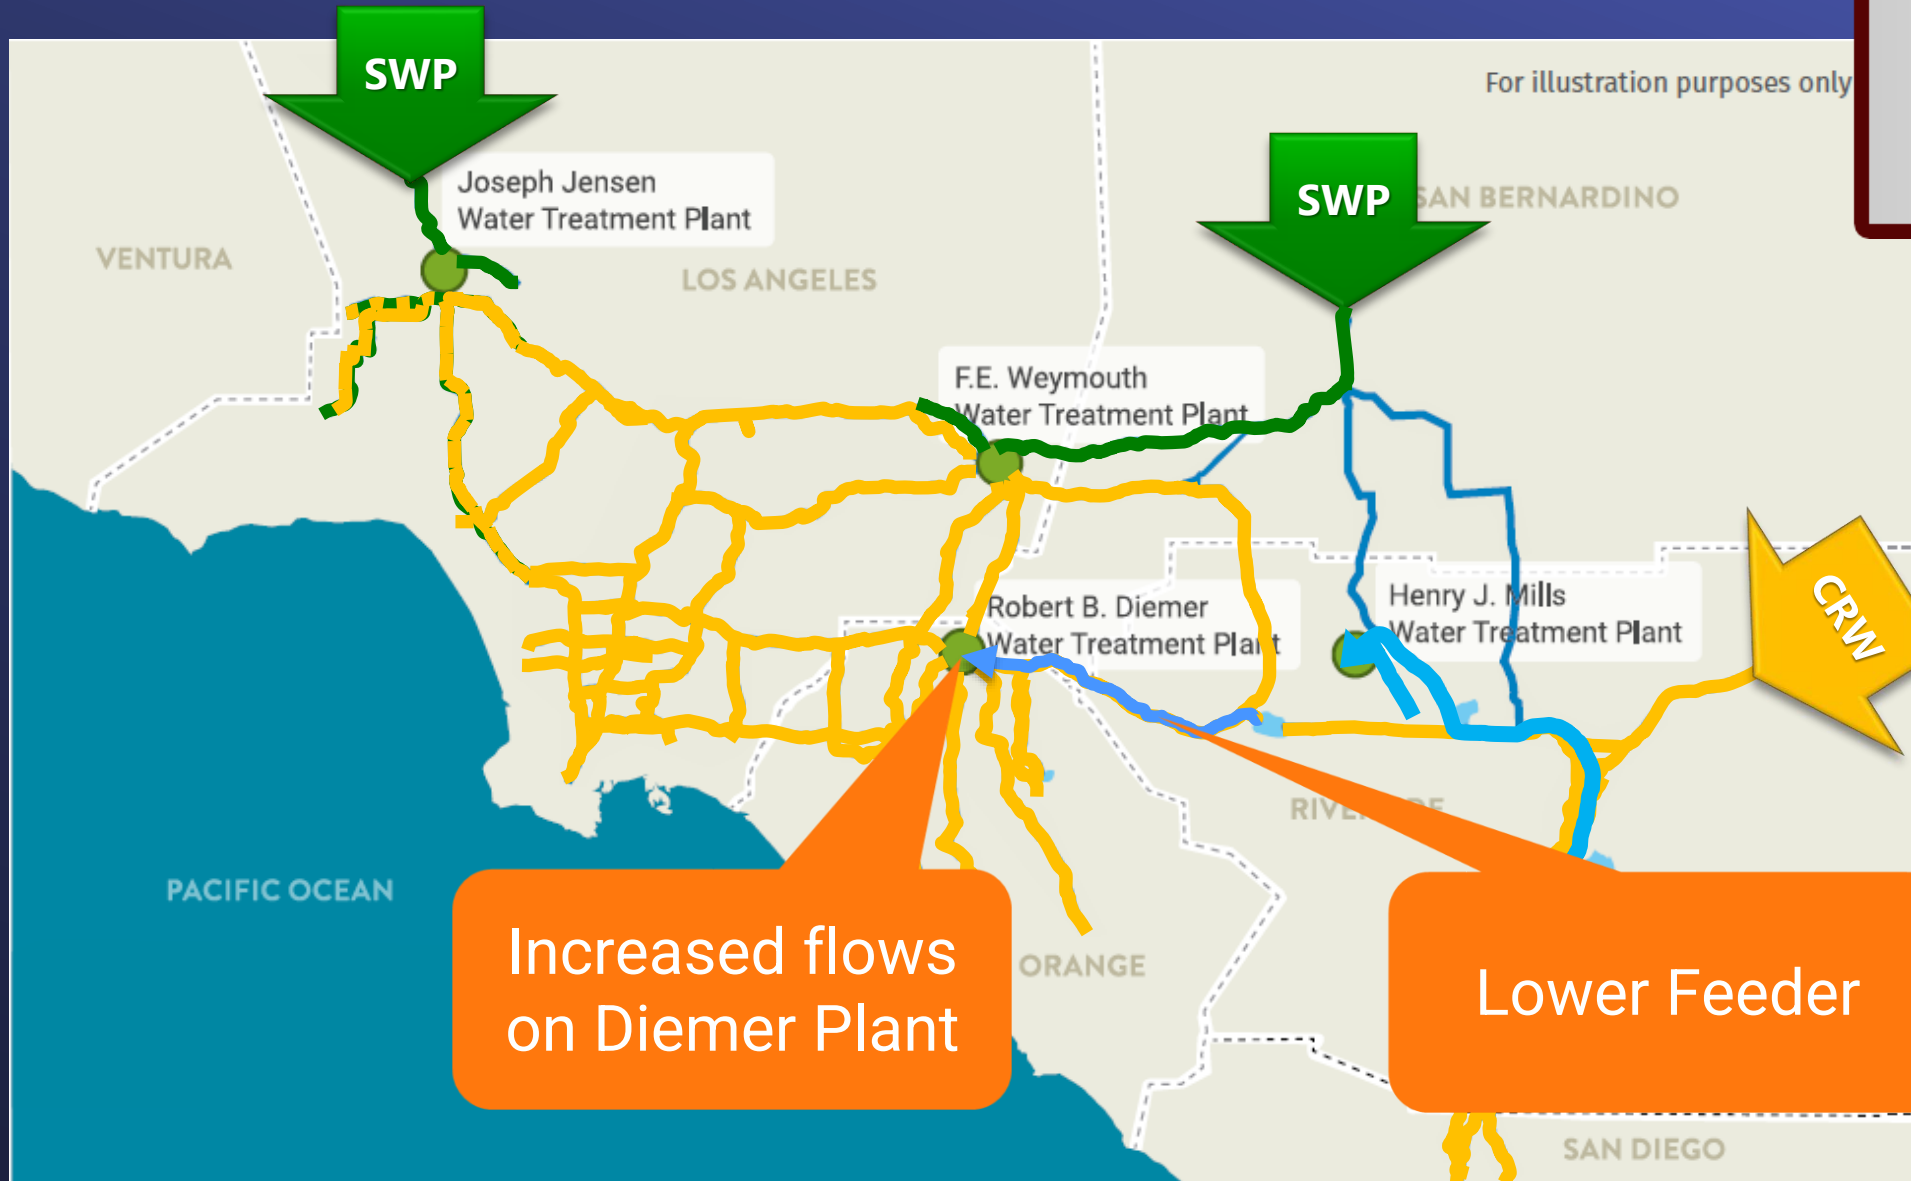 SWP
For illustration purposes only
Joseph Jensen
Water Treatment Plant
SWP
SAN BERNARDINO
VENTURA
LOS ANGELES
F.E. Weymouth
Water Treatment Plant
CRW
Robert B. Diemer
Water Treatment Plant
Henry J. Mills
Water Treatment Plant
RIVERSIDE
PACIFIC OCEAN
Increased flows
on Diemer Plant
ORANGE
Lower Feeder
SAN DIEGO